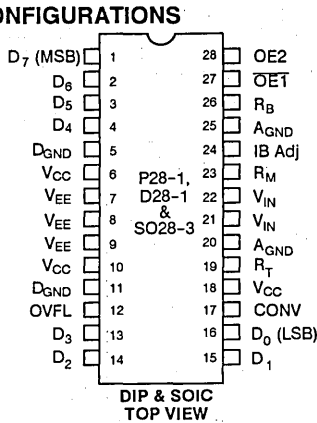 ONFIGURATIONS
D7 (MSB) 1 28 OE2
D6 2 27 OE1
D5 3 26 RB
D4 4 25 AGND
DGND 5 24 IB Adj
VCC 6 23 RM
VEE 7 22 VIN
VEE 8 21 VIN
VEE 9 20 AGND
VCC 10 19 RT
DGND 11 18 VCC
OVFL 12 17 CONV
D3 13 16 D0 (LSB)
D2 14 15 D1
P28-1,
D28-1
&
SO28-3
DIP & SOIC
TOP VIEW